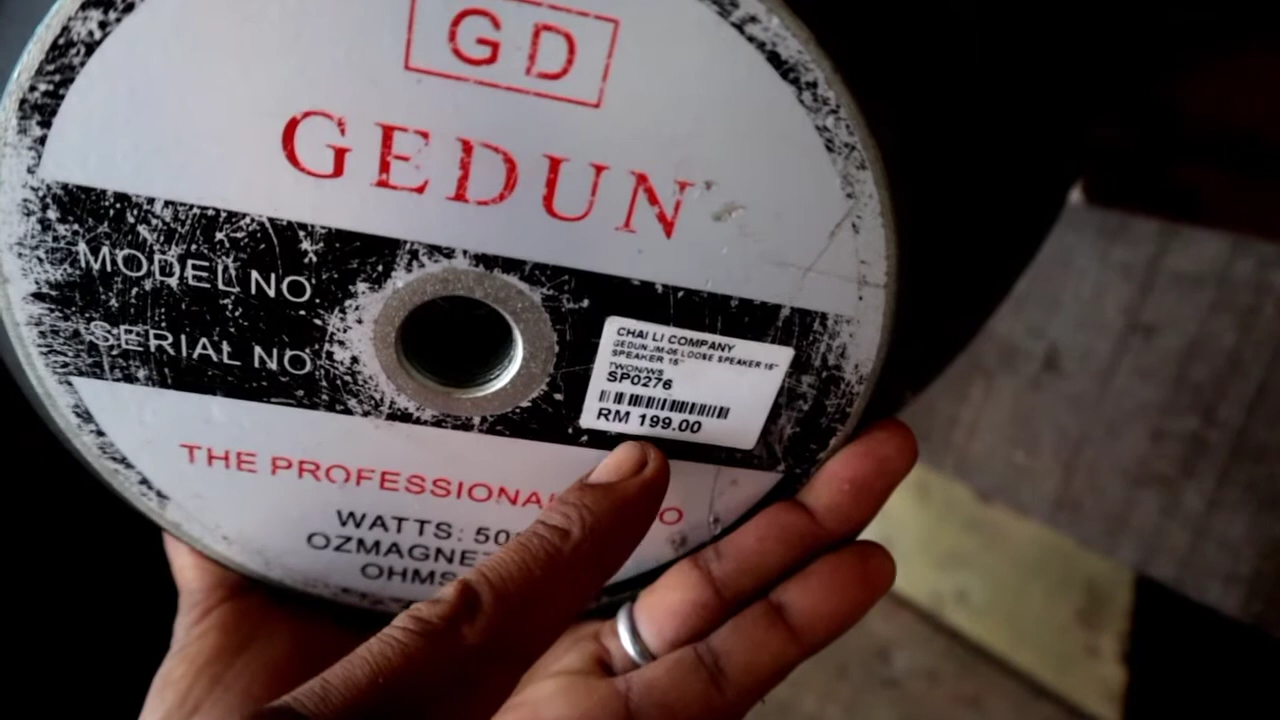 GD
GEDUN
MODEL NO
SERIAL NO
CHAI LI COMPANY
GEDUN:JM-06 LOOSE SPEAKER 15"
SPEAKER 15"
TWON/WS
SP0276
RM 199.00
THE PROFESSIONAL
WATTS: 50
OZMAGNET
OHMS